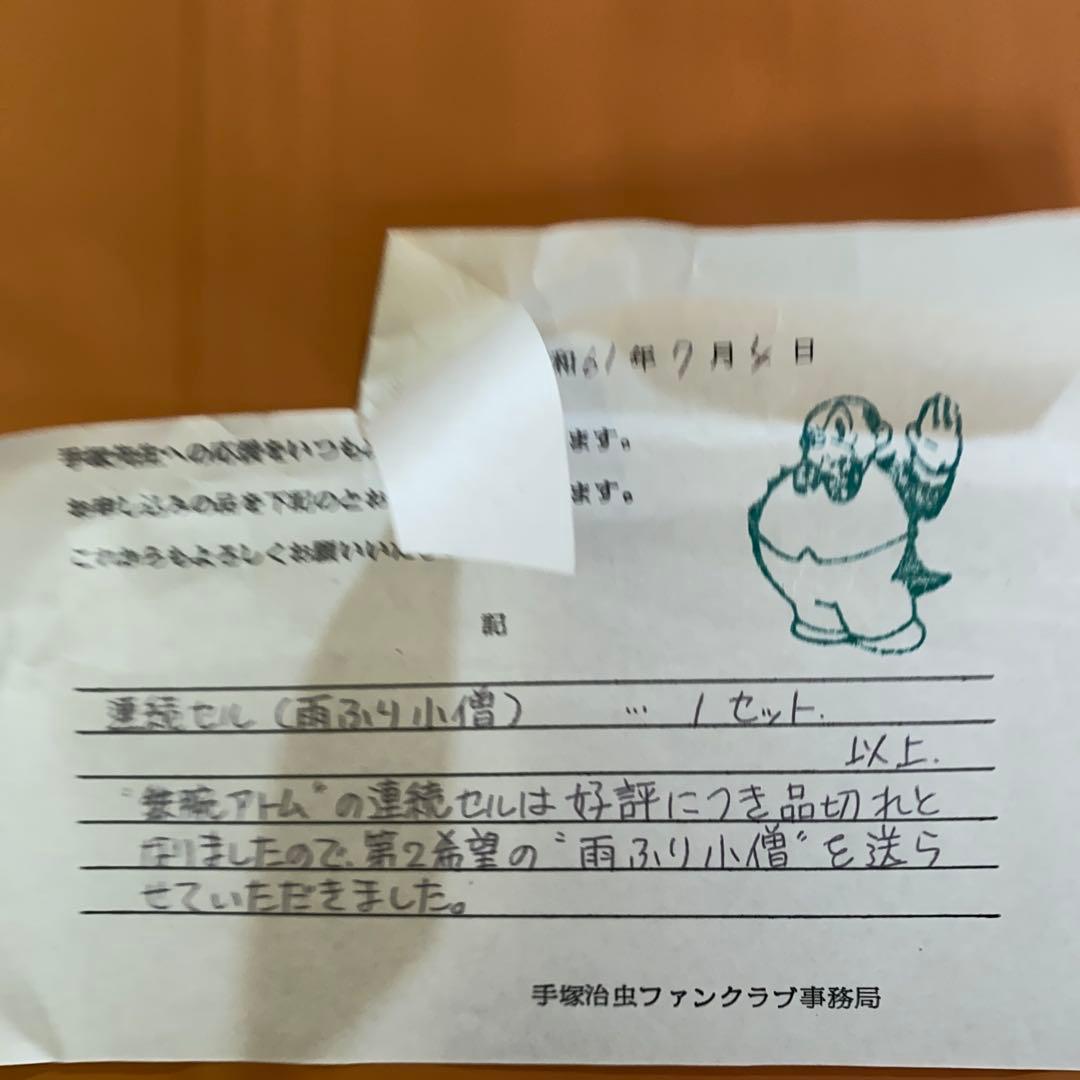 和61年7月 日
手塚先生への応援をいつも ます。
お申し込みの品を下記のとお ます。
これからもよろしくお願いいたし
記
連続セル(雨ふり小僧) … 1セット.
以上.
"鉄腕アトム"の連続セルは好評につき品切れと
なりましたので、第2希望の"雨ふり小僧"を送ら
せていただきました。
手塚治虫ファンクラブ事務局